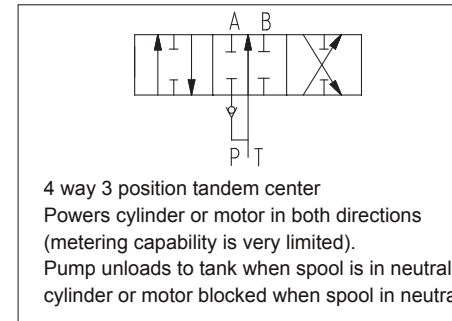 A B
P T
4 way 3 position tandem center
Powers cylinder or motor in both directions
(metering capability is very limited).
Pump unloads to tank when spool is in neutral
cylinder or motor blocked when spool in neutra